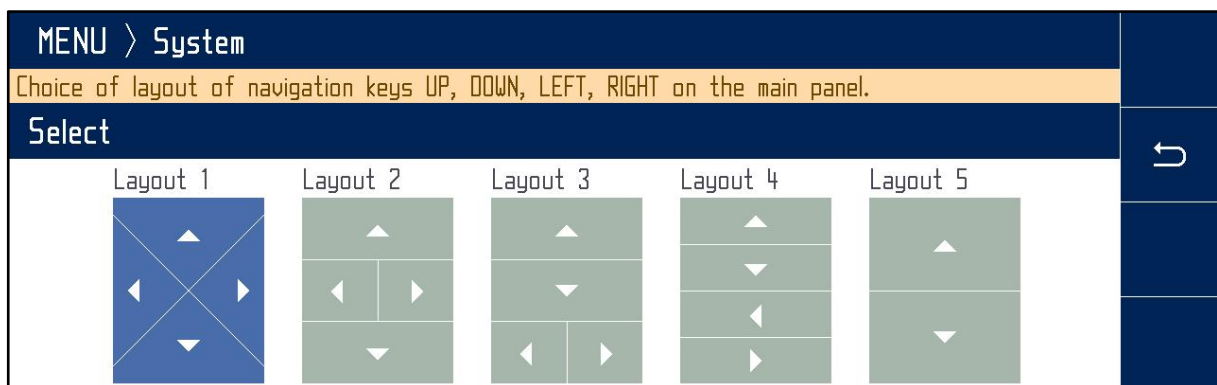 MENU 〉 System
Choice of layout of navigation keys UP, DOWN, LEFT, RIGHT on the main panel.
Select
Layout 1 Layout 2 Layout 3 Layout 4 Layout 5